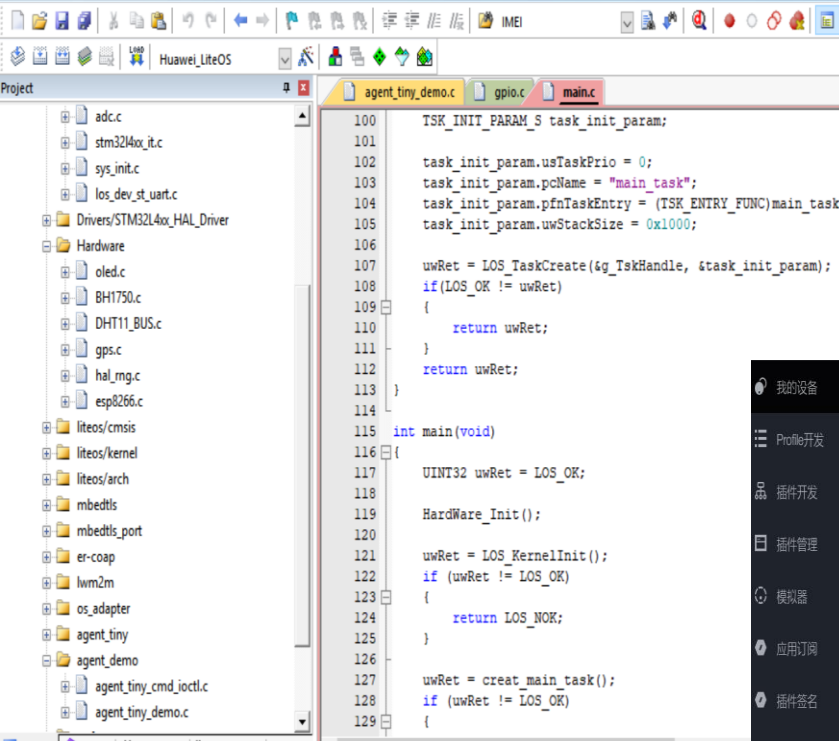 IMEI
LOAD
Huawei_LiteOS
Project
adc.c
stm32l4xx_it.c
sys_init.c
los_dev_st_uart.c
Drivers/STM32L4xx_HAL_Driver
Hardware
oled.c
BH1750.c
DHT11_BUS.c
gps.c
hal_rng.c
esp8266.c
liteos/cmsis
liteos/kernel
liteos/arch
mbedtls
mbedtls_port
er-coap
lwm2m
os_adapter
agent_tiny
agent_demo
agent_tiny_cmd_ioctl.c
agent_tiny_demo.c
agent_tiny_demo.c gpio.c main.c
100 TSK_INIT_PARAM_S task_init_param;
101
102 task_init_param.usTaskPrio = 0;
103 task_init_param.pcName = "main_task";
104 task_init_param.pfnTaskEntry = (TSK_ENTRY_FUNC)main_task
105 task_init_param.uwStackSize = 0x1000;
106
107 uwRet = LOS_TaskCreate(&g_TskHandle, &task_init_param);
108 if(LOS_OK != uwRet)
109 {
110 return uwRet;
111 }
112 return uwRet;
113 }
114
115 int main(void)
116 {
117 UINT32 uwRet = LOS_OK;
118
119 HardWare_Init();
120
121 uwRet = LOS_KernelInit();
122 if (uwRet != LOS_OK)
123 {
124 return LOS_NOK;
125 }
126
127 uwRet = creat_main_task();
128 if (uwRet != LOS_OK)
129 {
我的设备
Profile开发
插件开发
插件管理
模拟器
应用订阅
插件签名